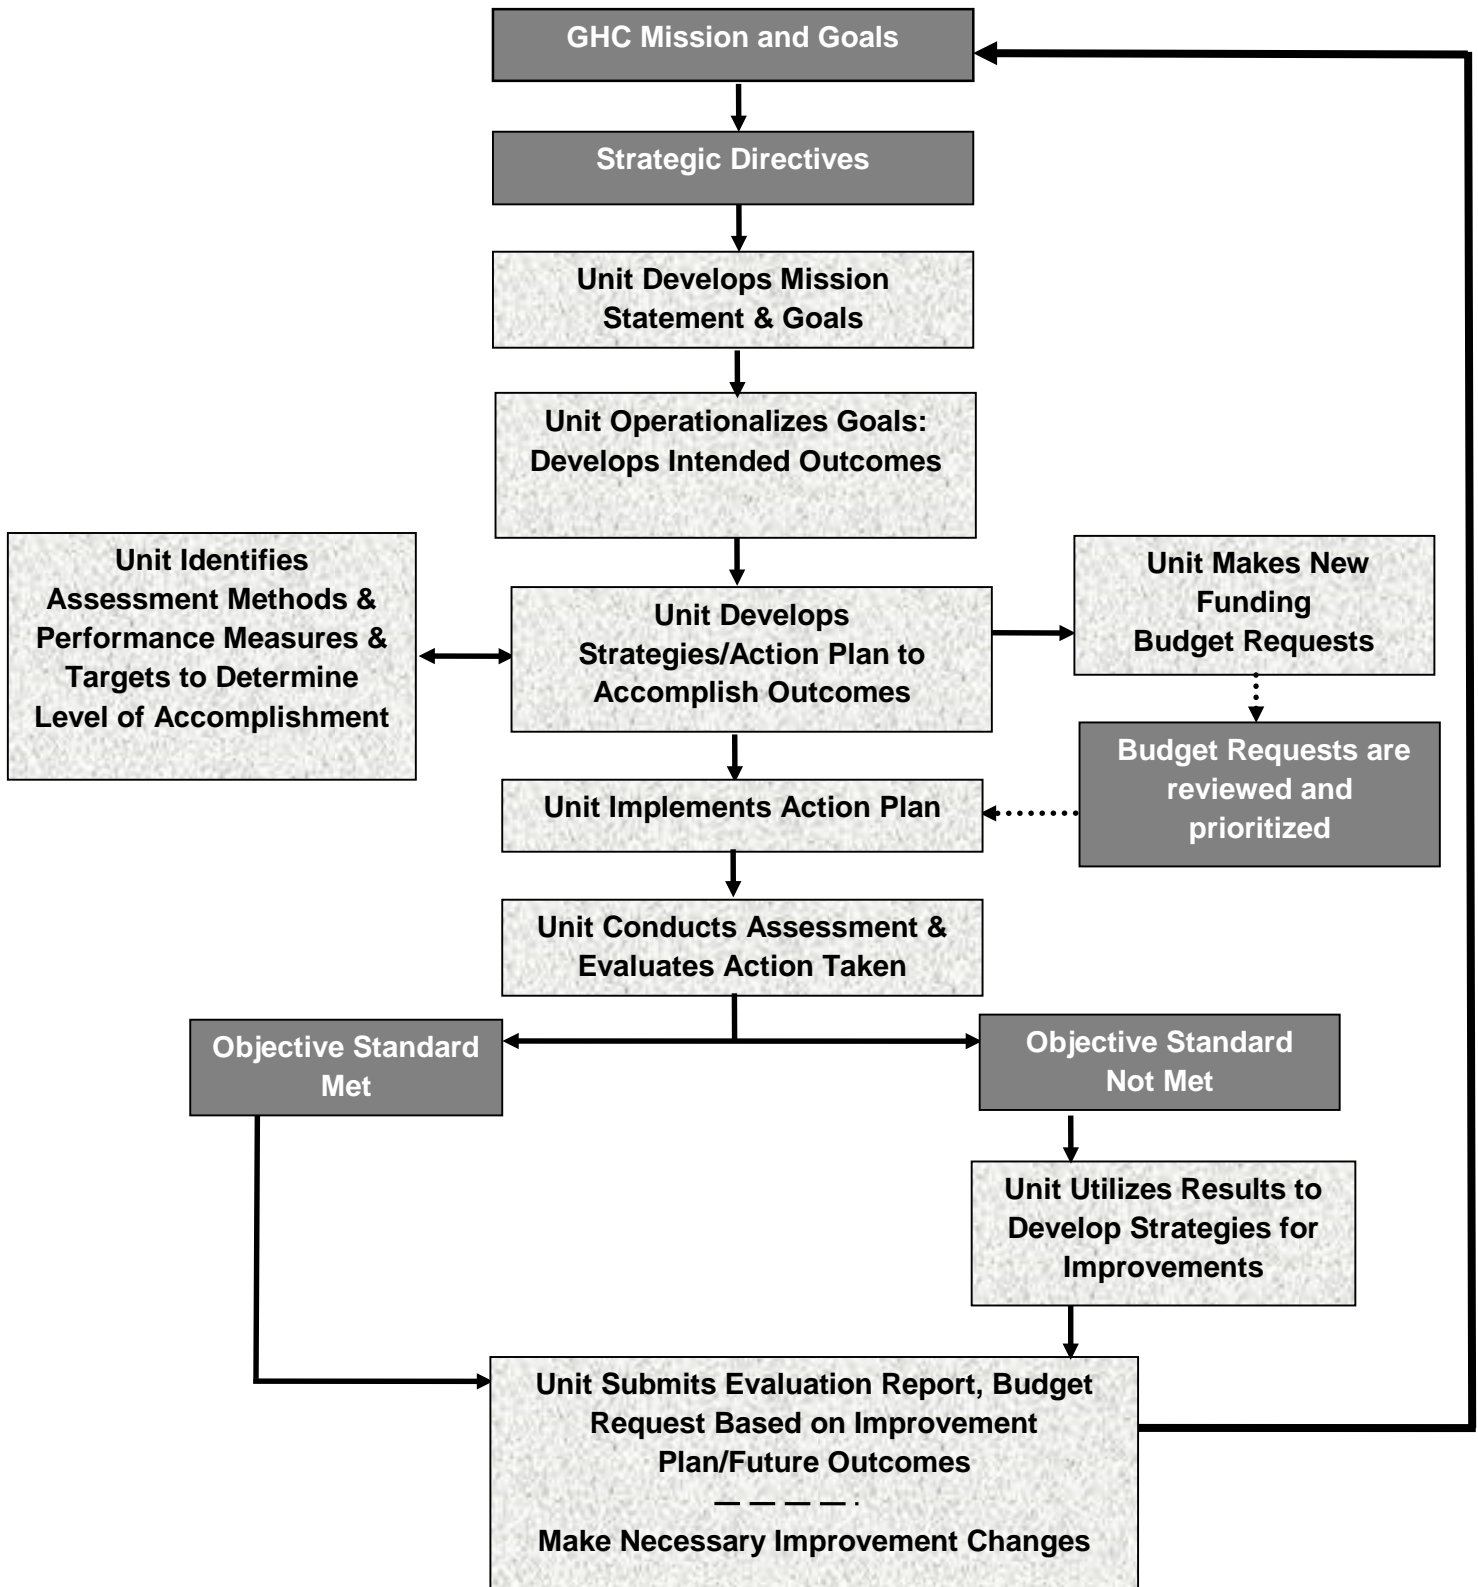 GHC Mission and Goals
Strategic Directives
Unit Develops Mission
Statement & Goals
Unit Operationalizes Goals:
Develops Intended Outcomes
Unit Identifies
Assessment Methods &
Performance Measures &
Targets to Determine
Level of Accomplishment
Unit Develops
Strategies/Action Plan to
Accomplish Outcomes
Unit Makes New
Funding
Budget Requests
Budget Requests are
reviewed and
prioritized
Unit Implements Action Plan
Unit Conducts Assessment &
Evaluates Action Taken
Objective Standard
Met
Objective Standard
Not Met
Unit Utilizes Results to
Develop Strategies for
Improvements
Unit Submits Evaluation Report, Budget
Request Based on Improvement
Plan/Future Outcomes
Make Necessary Improvement Changes